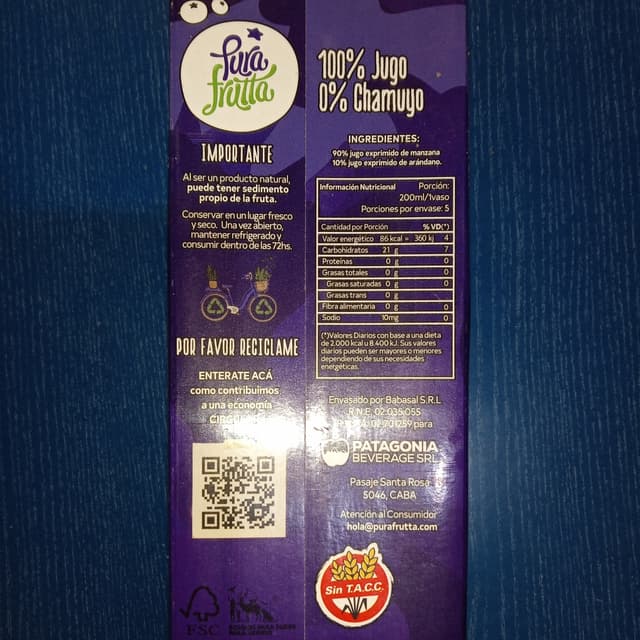 Pura
frutta
IMPORTANTE
Al ser un producto natural,
puede tener sedimento
propio de la fruta.
Conservar en un lugar fresco
y seco. Una vez abierto,
mantener refrigerado y
consumir dentro de las 72hs.
POR FAVOR RECICLAME
ENTERATE ACÁ
como contribuimos
a una economía
FSC
100% Jugo
0% Chamuyo
INGREDIENTES:
90% jugo exprimido de manzana
10% jugo exprimido de arándano.
Información Nutricional Porción:
200ml/1vaso
Porciones por envase: 5
Cantidad por Porción % VD(*)
Valor energético 86 kcal = 360 kj 4
Carbohidratos 21 g 7
Proteínas 0 g 0
Grasas totales 0 g 0
Grasas saturadas 0 g 0
Grasas trans 0 g
Fibra alimentaria 0 g 0
Sodio 10mg 0
(*)Valores Diarios con base a una dieta
de 2.000 kcal u 8.400 kJ. Sus valores
diarios pueden ser mayores o menores
dependiendo de sus necesidades
energéticas.
Envasado por Babasal S.R.L
R.N.E. 02.035.055
para
PATAGONIA
BEVERAGE SRL
Pasaje Santa Rosa
5046, CABA
Atención al Consumidor
hola@purafrutta.com
Sin T.A.C.C.